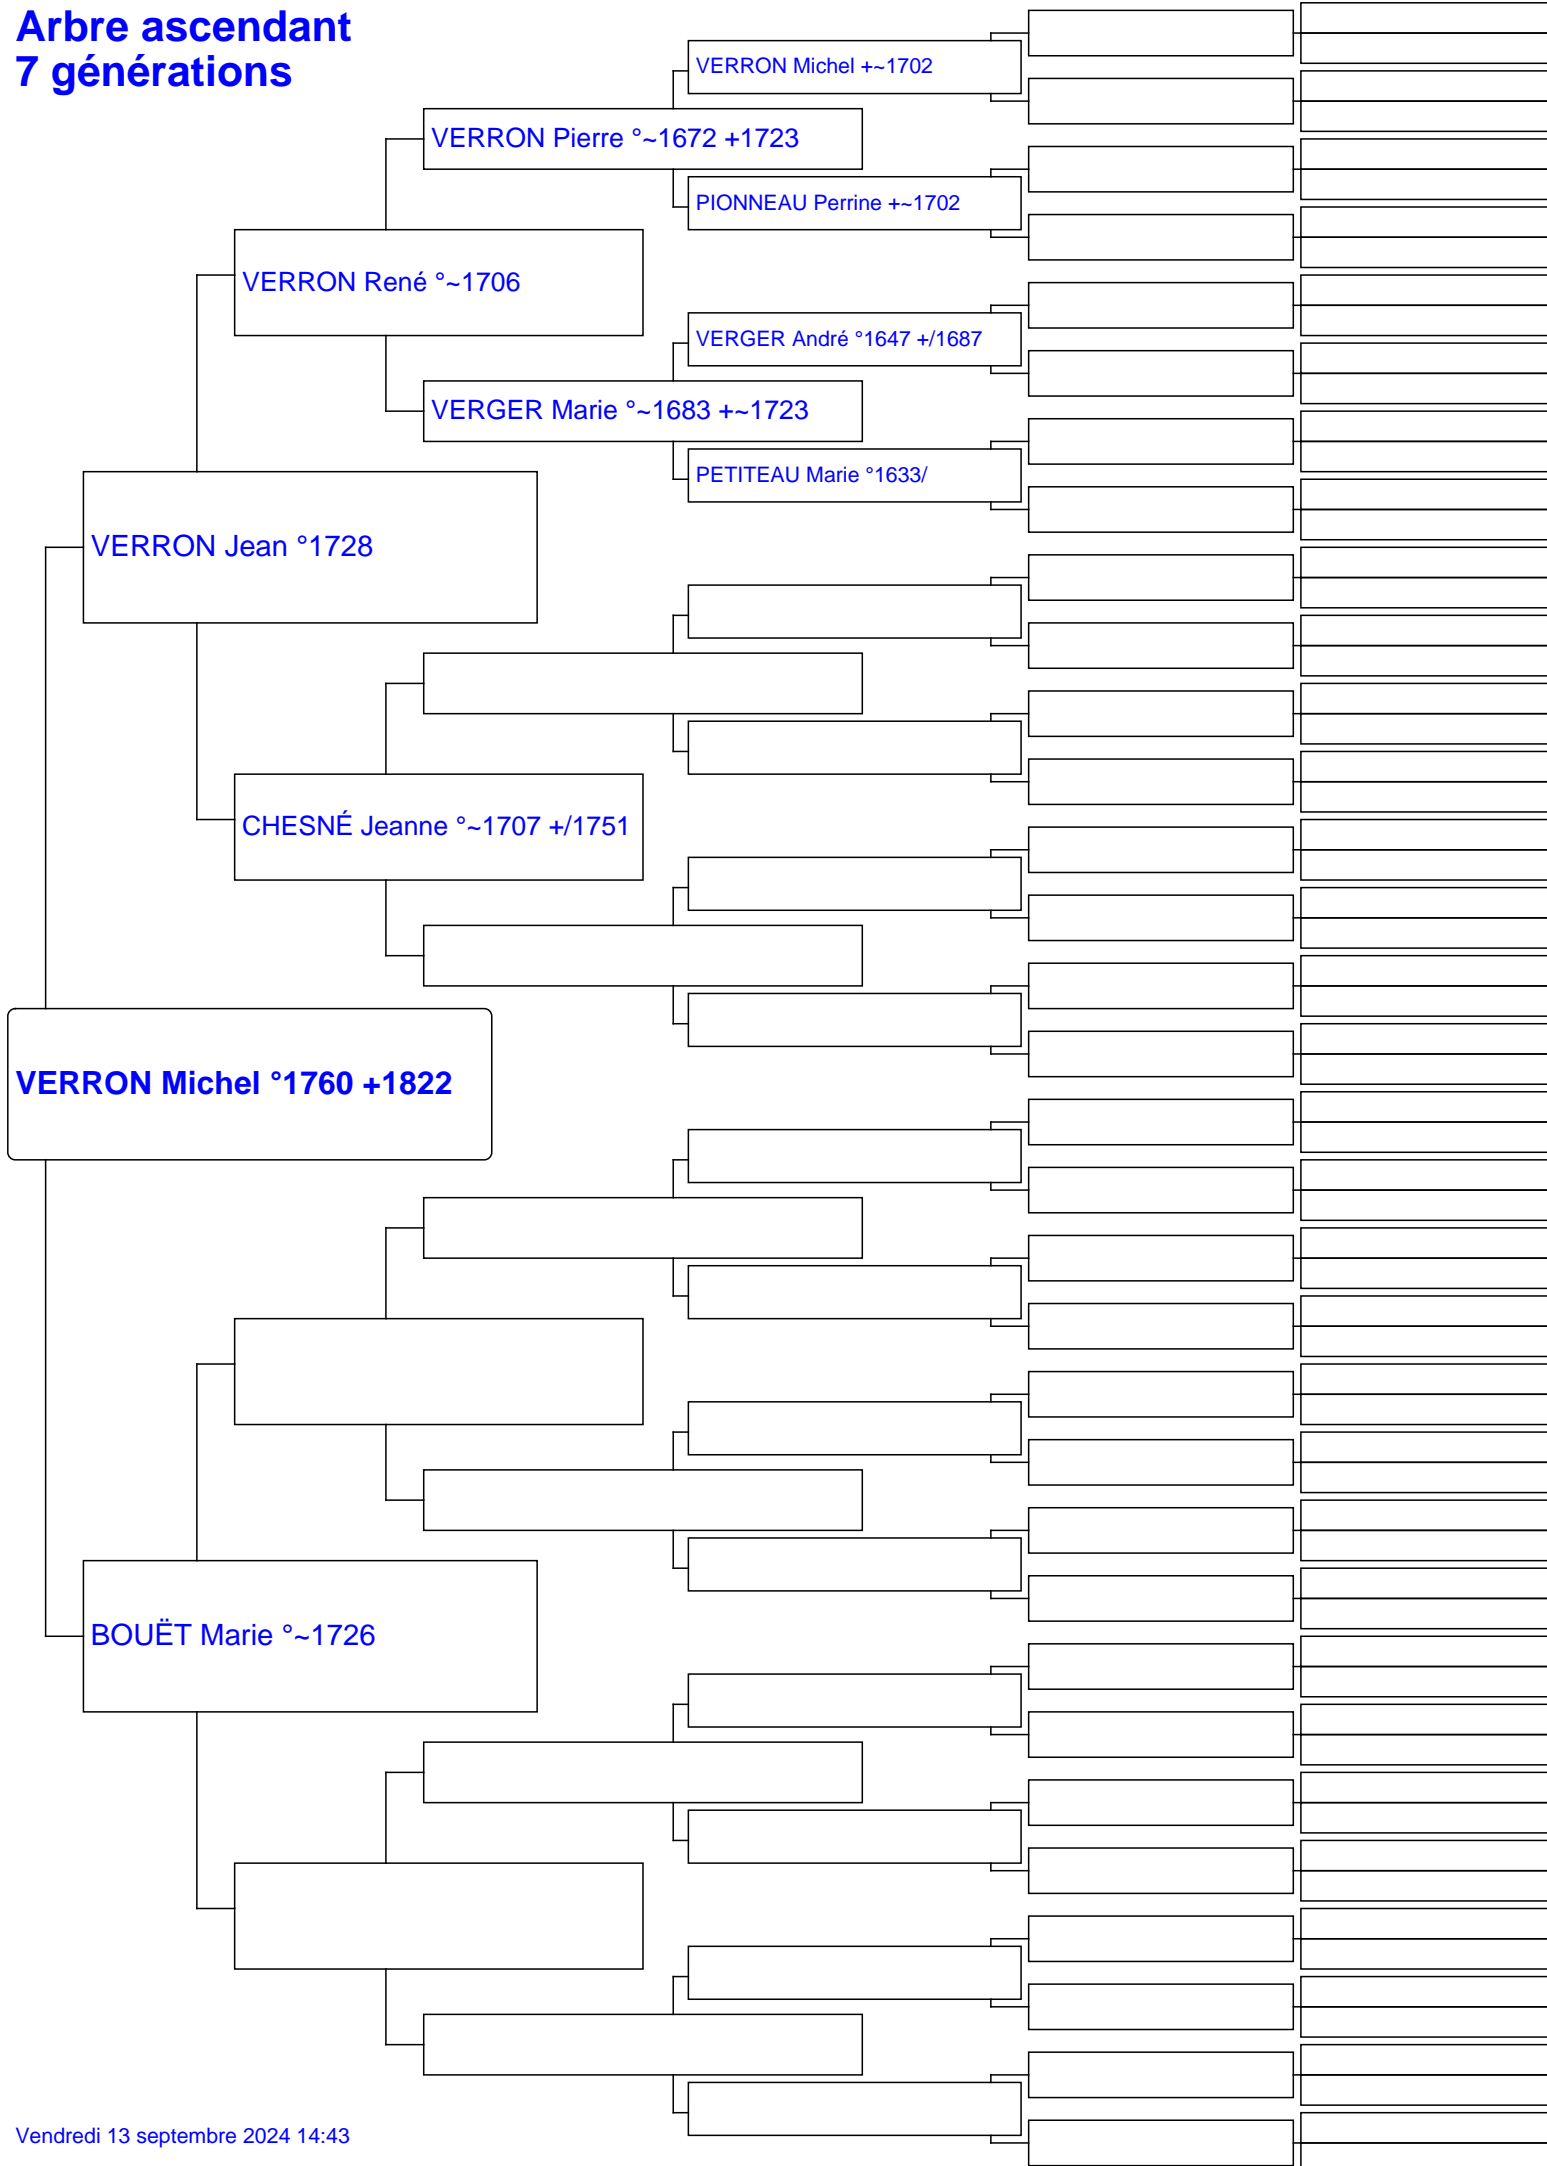 Arbre ascendant
7 générations
VERRON Michel +~1702
VERRON Pierre °~1672 +1723
PIONNEAU Perrine +~1702
VERRON René °~1706
VERGER André °1647 +/1687
VERGER Marie °~1683 +~1723
PETITEAU Marie °1633/
VERRON Jean °1728
CHESNÉ Jeanne °~1707 +/1751
VERRON Michel °1760 +1822
BOUËT Marie °~1726
Vendredi 13 septembre 2024 14:43